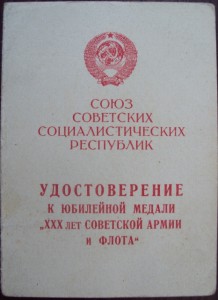 СОЮЗ
СОВЕТСКИХ
СОЦИАЛИСТИЧЕСКИХ
РЕСПУБЛИК
УДОСТОВЕРЕНИЕ
К ЮБИЛЕЙНОЙ МЕДАЛИ
„XXX ЛЕТ СОВЕТСКОЙ АРМИИ
И ФЛОТА“